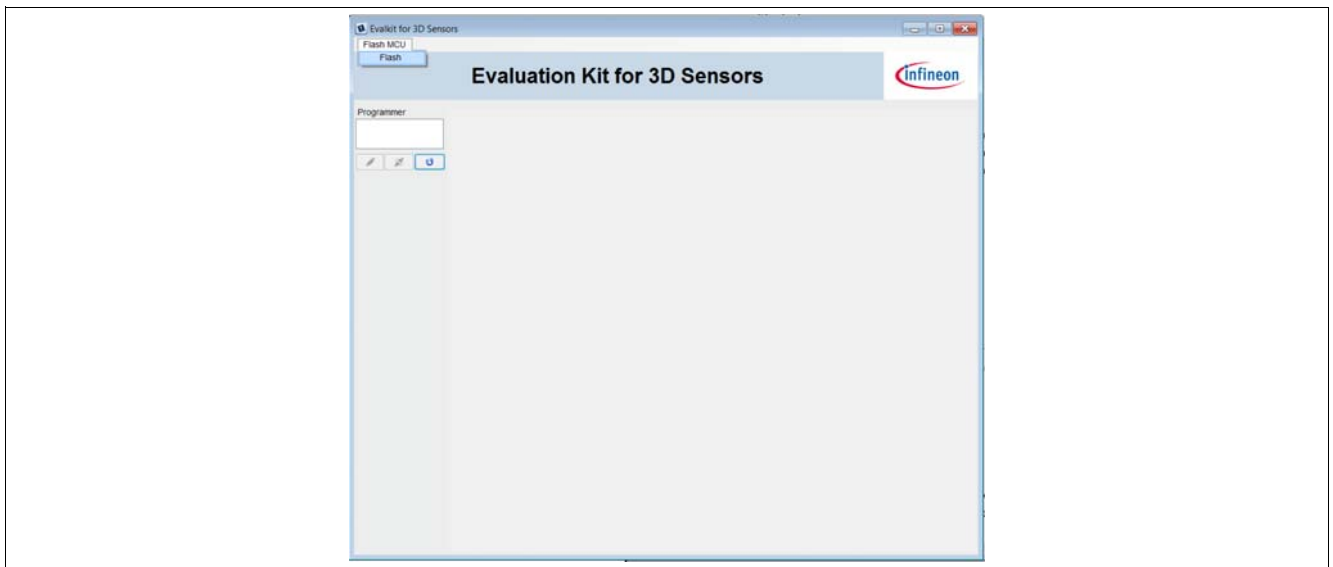 Evalkit for 3D Sensors
Flash MCU
Flash
Evaluation Kit for 3D Sensors
infineon
Programmer